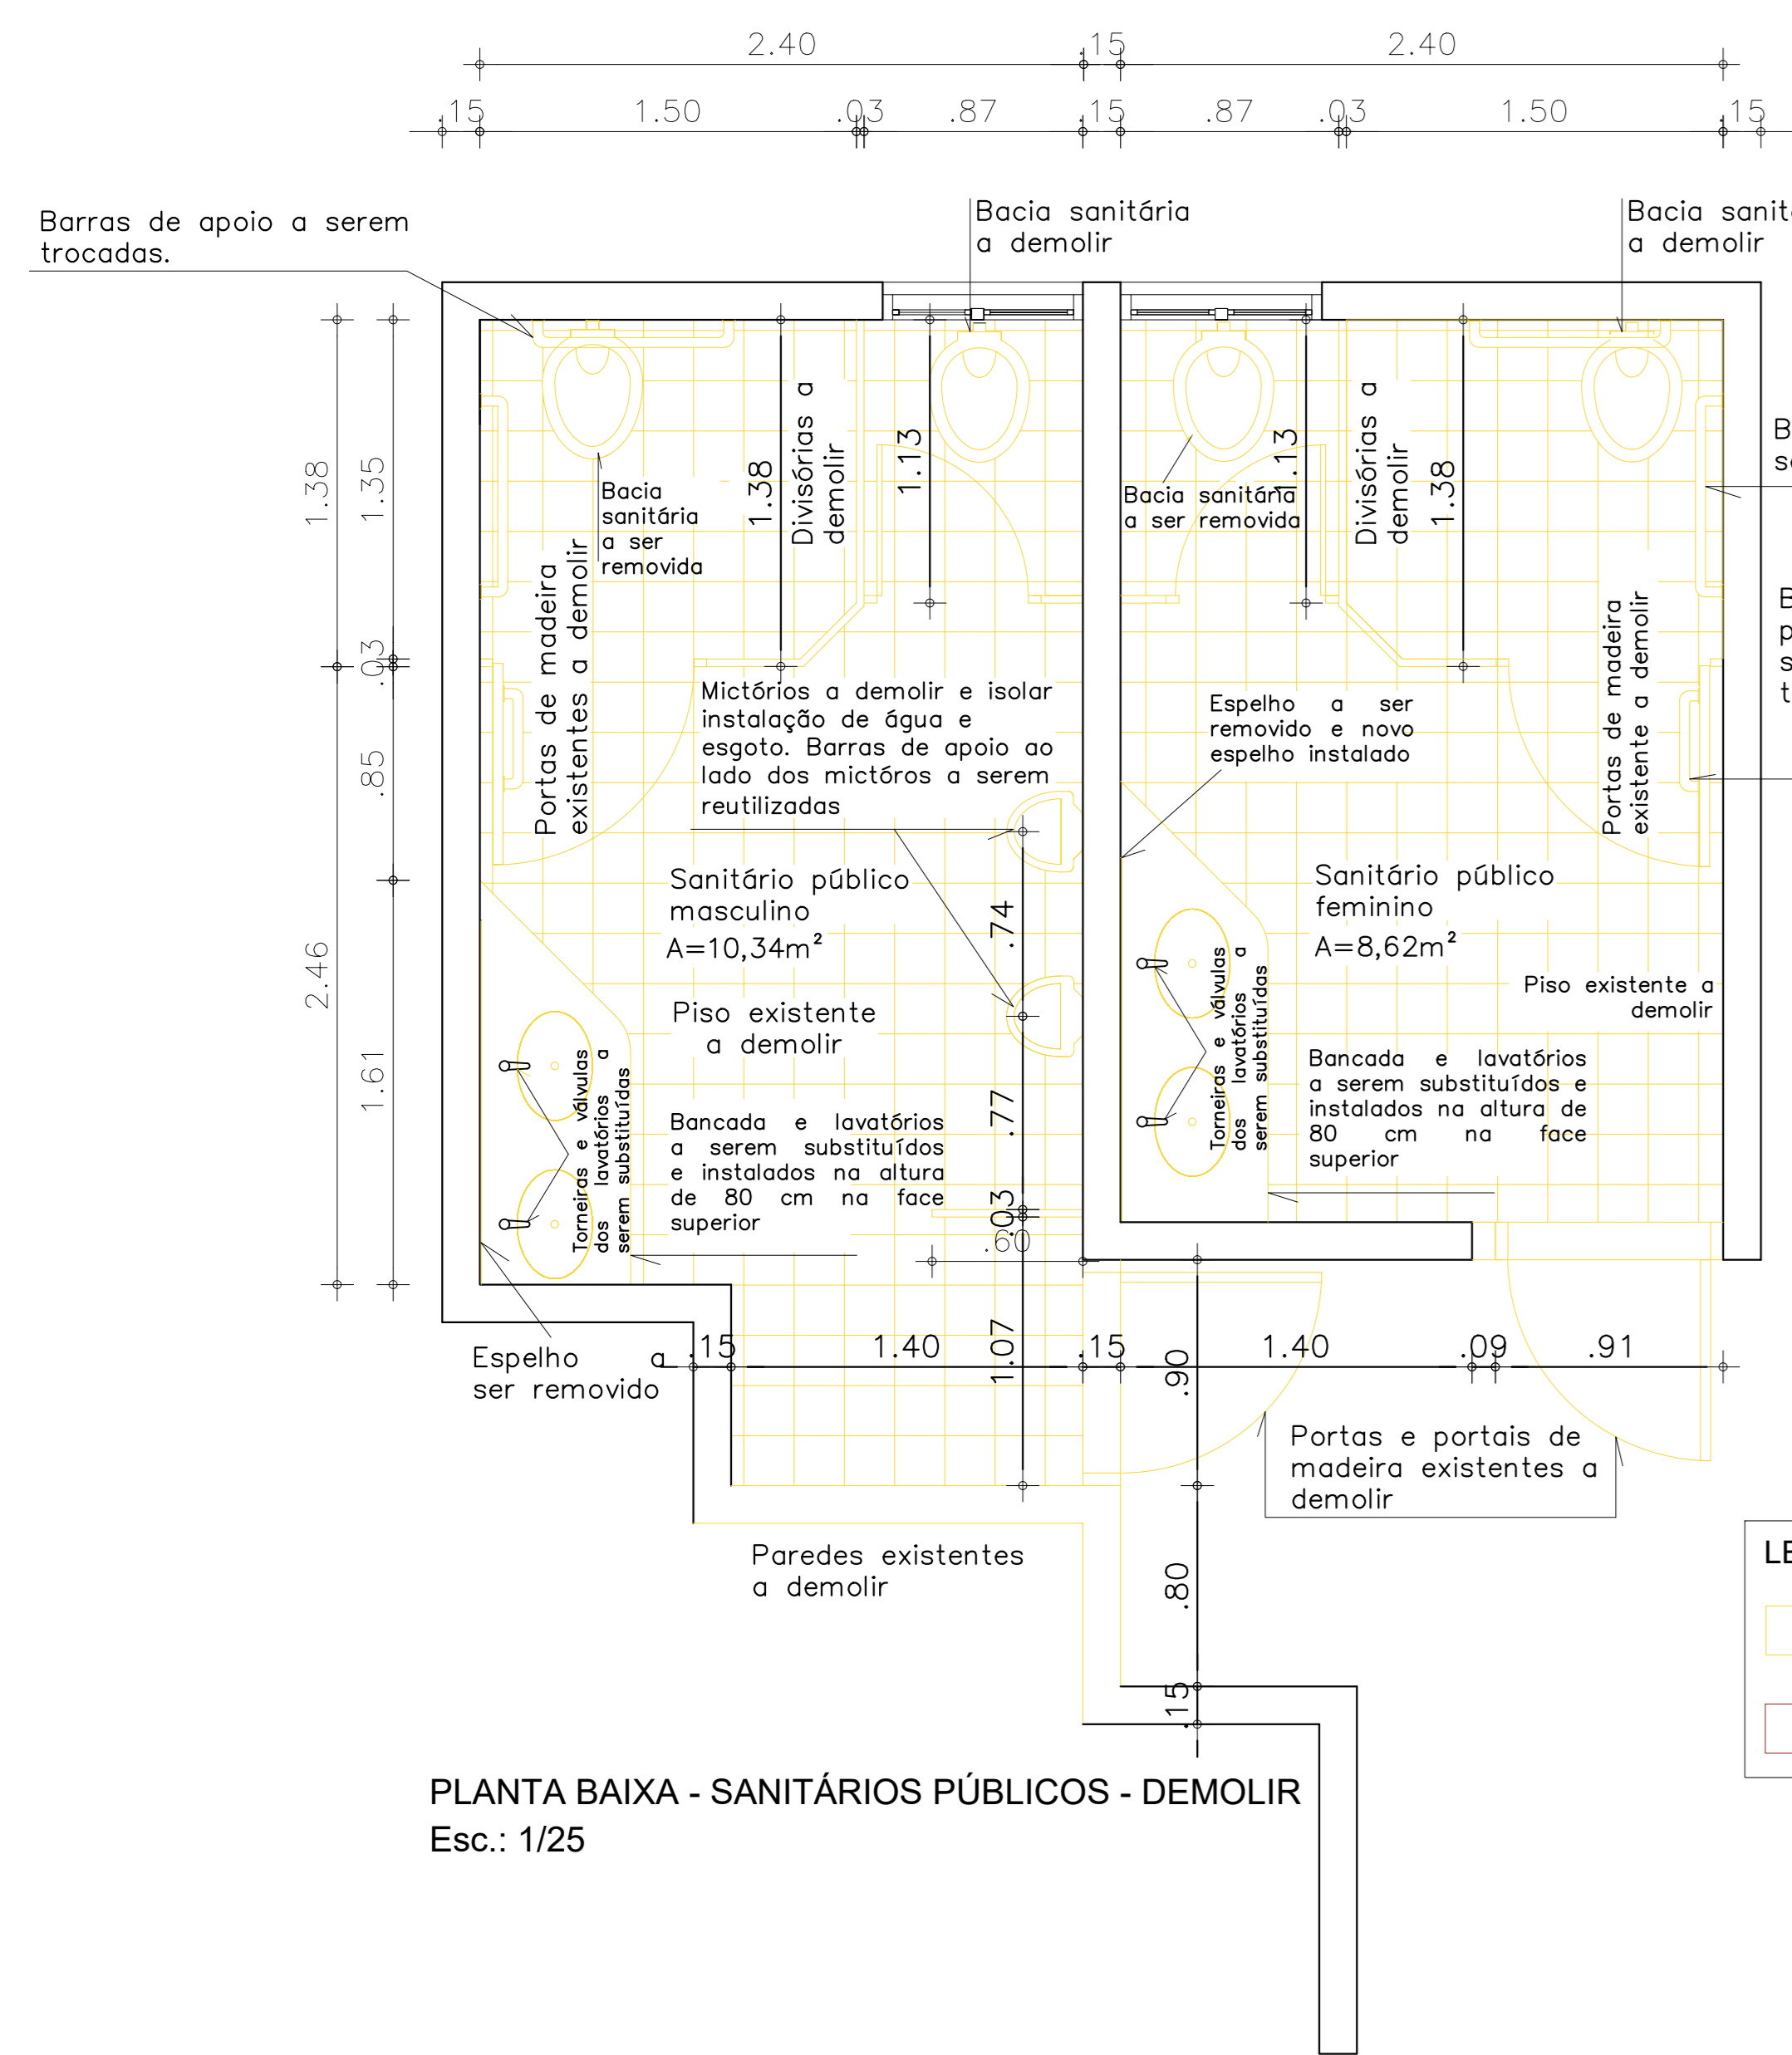 2.40
.15
2.40
.15
1.50
.03
.87
.15
.87
.03
1.50
.15
Barras de apoio a serem
trocadas.
Bacia sanitária
a demolir
a demolir
1.38
1.35
.03
.85
2.46
1.61
Bacia
sanitária
a ser
removida
Portas de madeira
existentes a demolir
1.38
Divisórias a
demolir
1.13
Bacia sanitária
a ser removida
1.13
Divisórias a
demolir
1.38
Portas de madeira
existente a demolir
Mictórios a demolir e isolar
instalação de água e
esgoto. Barras de apoio ao
lado dos mictóros a serem
reutilizadas
Espelho a ser
removido e novo
espelho instalado
Sanitário público
masculino
A=10,34m²
Sanitário público
feminino
A=8,62m²
Piso existente
a demolir
Piso existente a
demolir
.74
.77
.03
.60
1.07
Torneiras e válvulas
dos lavatórios a
serem substituídas
Bancada e lavatórios
a serem substituídos
e instalados na altura
de 80 cm na face
superior
Torneiras e válvulas
dos lavatórios a
serem substituídas
Bancada e lavatórios
a serem substituídos e
instalados na altura de
80 cm na face
superior
Espelho a
ser removido
.15
1.40
.15
1.40
.09
.91
.90
.80
.15
Portas e portais de
madeira existentes a
demolir
Paredes existentes
a demolir
PLANTA BAIXA - SANITÁRIOS PÚBLICOS - DEMOLIR
Esc.: 1/25